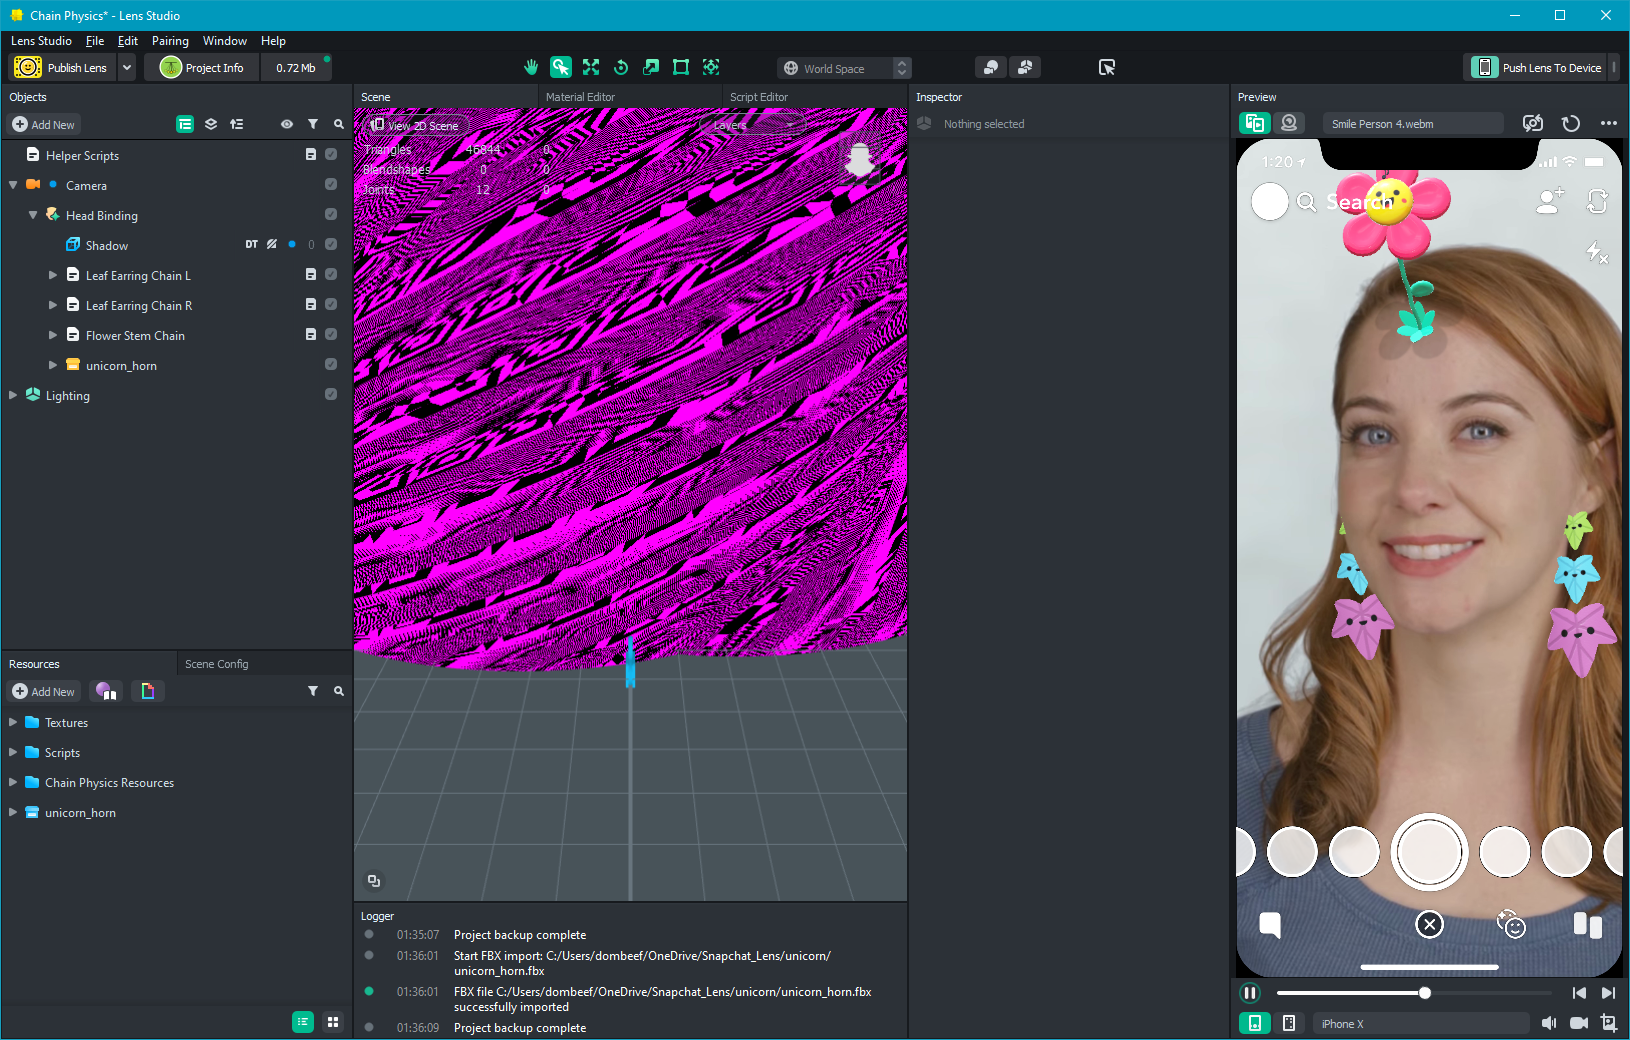 Chain Physics* - Lens Studio
Lens Studio File Edit Pairing Window Help
Publish Lens Project Info 0.72 Mb World Space Push Lens To Device
Objects
Add New
Helper Scripts
Camera
Head Binding
Shadow DT 0
Leaf Earring Chain L
Leaf Earring Chain R
Flower Stem Chain
unicorn_horn
Lighting
Resources Scene Config
Add New
Textures
Scripts
Chain Physics Resources
unicorn_horn
Scene Material Editor Script Editor
View 2D Scene Layers
Triangles 46844 0
Blendshapes 0 0
Joints 12 0
Logger
01:35:07 Project backup complete
01:36:01 Start FBX import: C:/Users/dombeef/OneDrive/Snapchat_Lens/unicorn/
unicorn_horn.fbx
01:36:01 FBX file C:/Users/dombeef/OneDrive/Snapchat_Lens/unicorn/unicorn_horn.fbx
successfully imported
01:36:09 Project backup complete
Inspector
Nothing selected
Preview
Smile Person 4.webm
1:20
Search
iPhone X